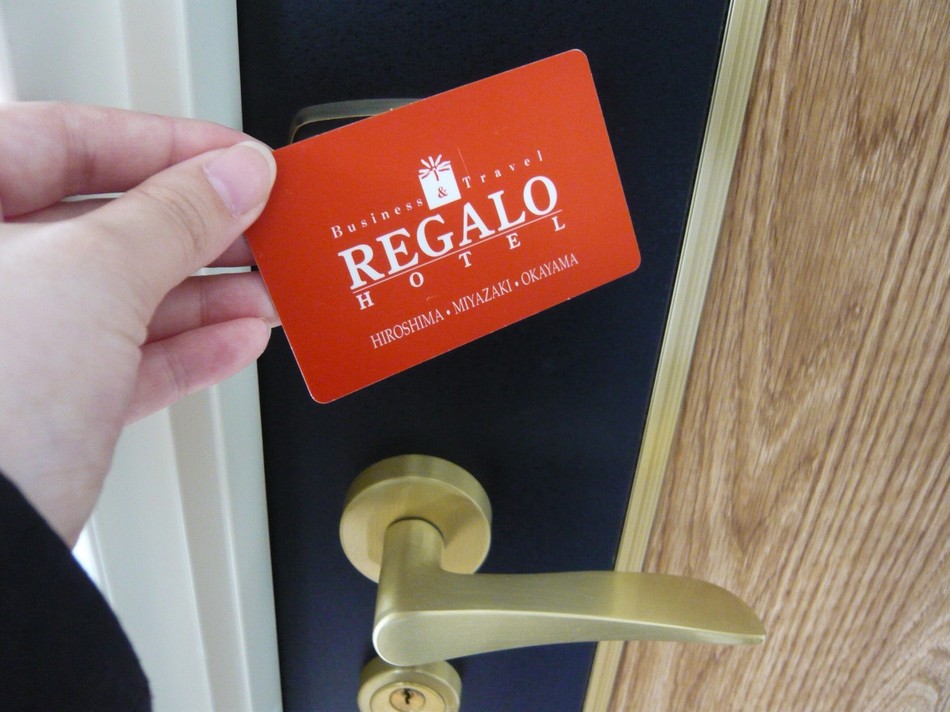 Business & Travel
REGALO
HOTEL
HIROSHIMA • MIYAZAKI • OKAYAMA